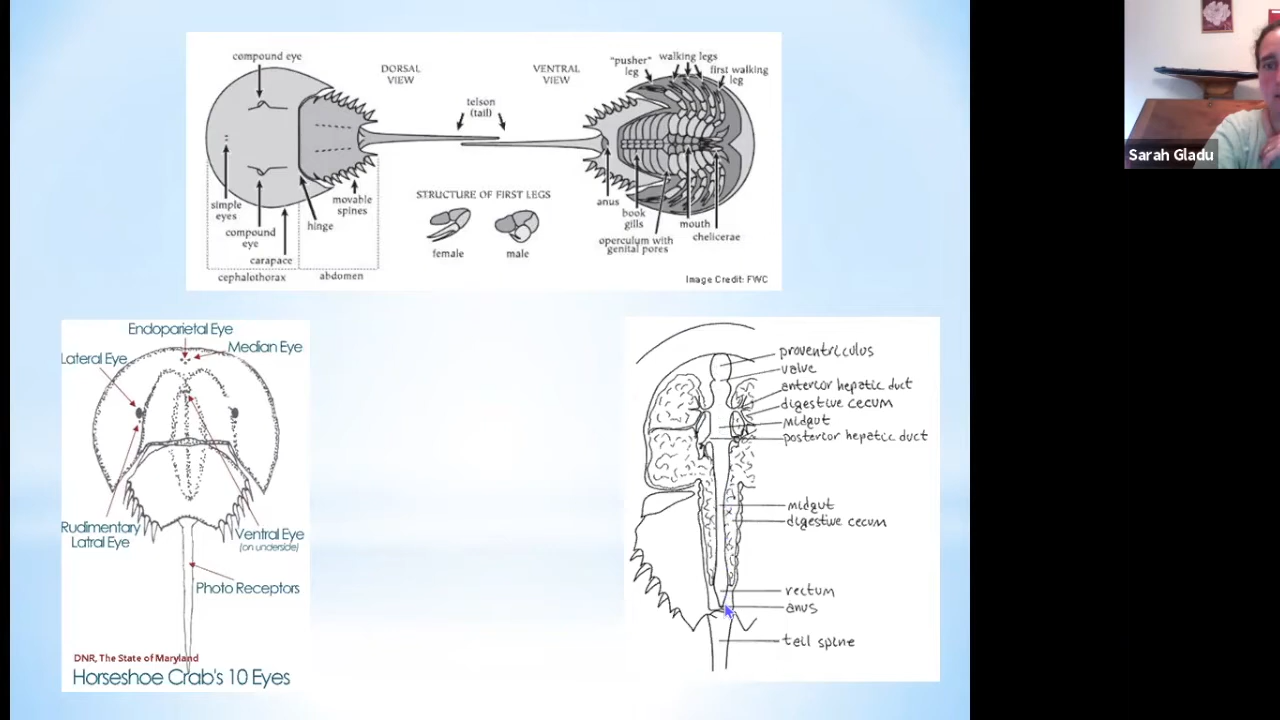 compound eye
DORSAL
VIEW
telson
(tail)
VENTRAL
VIEW
"pusher"
leg
walking legs
first walking
leg
simple
eyes
compound
eye
carapace
hinge
movable
spines
cephalothorax
abdomen
STRUCTURE OF FIRST LEGS
female
male
anus
book
gills
operculum with
genital pores
mouth
chelicerae
Image Credit: FWC
Sarah Gladu
Endoparietal Eye
Median Eye
Lateral Eye
Rudimentary
Latral Eye
Ventral Eye
(on underside)
Photo Receptors
DNR, The State of Maryland
Horseshoe Crab's 10 Eyes
proventriculus
valve
anterior hepatic duct
digestive cecum
midgut
posterior hepatic duct
midgut
digestive cecum
rectum
anus
tail spine